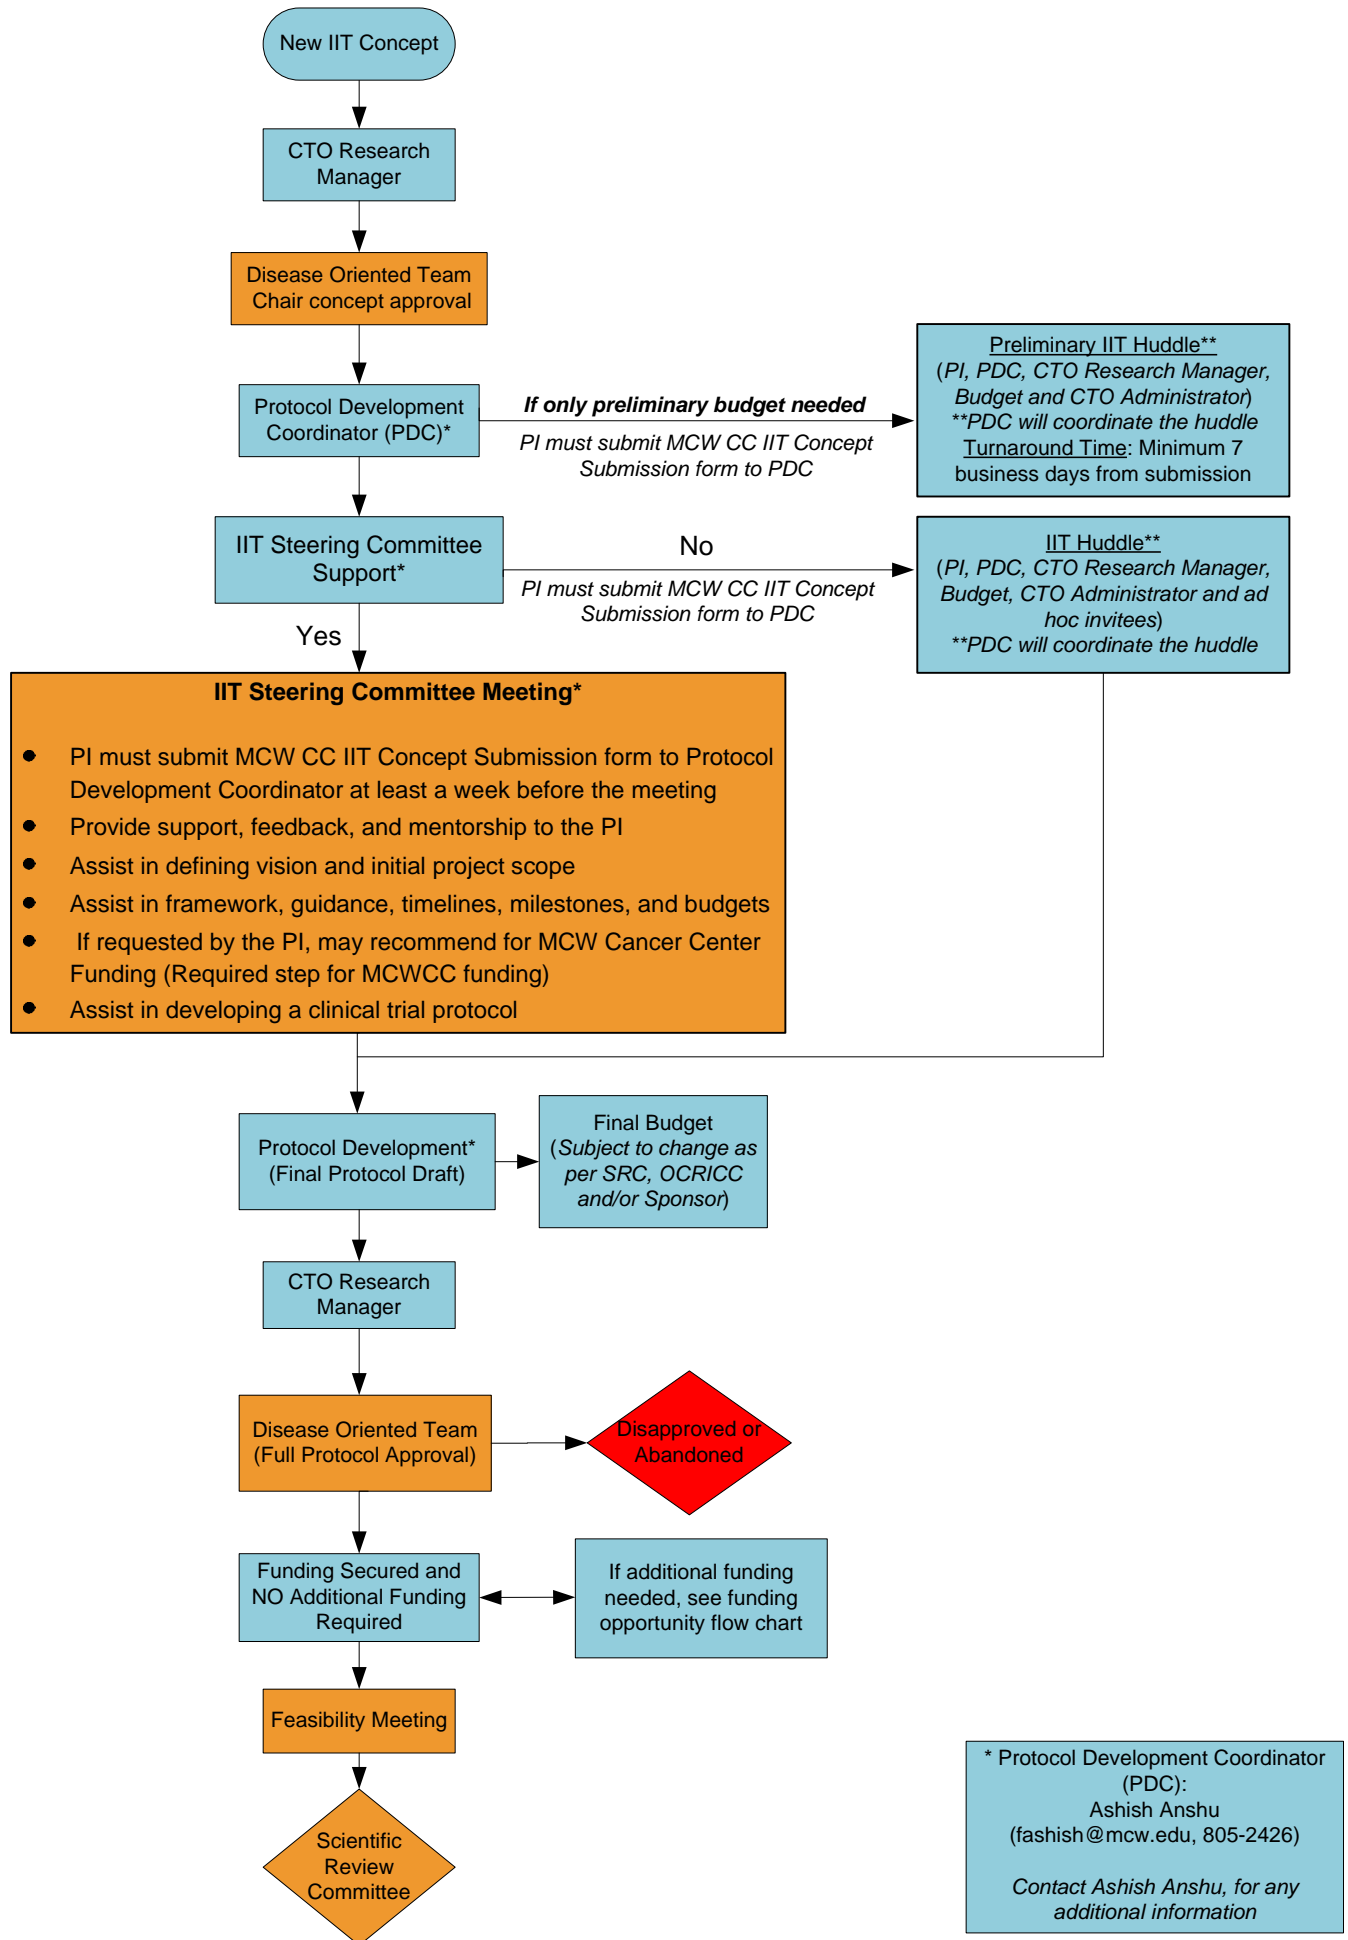 New IIT Concept
CTO Research
Manager
Disease Oriented Team
Chair concept approval
Protocol Development
Coordinator (PDC)*
If only preliminary budget needed
PI must submit MCW CC IIT Concept
Submission form to PDC
Preliminary IIT Huddle**
(PI, PDC, CTO Research Manager,
Budget and CTO Administrator)
**PDC will coordinate the huddle
Turnaround Time: Minimum 7
business days from submission
IIT Steering Committee
Support*
No
PI must submit MCW CC IIT Concept
Submission form to PDC
IIT Huddle**
(PI, PDC, CTO Research Manager,
Budget, CTO Administrator and ad
hoc invitees)
**PDC will coordinate the huddle
Yes
IIT Steering Committee Meeting*
● PI must submit MCW CC IIT Concept Submission form to Protocol
Development Coordinator at least a week before the meeting
● Provide support, feedback, and mentorship to the PI
● Assist in defining vision and initial project scope
● Assist in framework, guidance, timelines, milestones, and budgets
● If requested by the PI, may recommend for MCW Cancer Center
Funding (Required step for MCWCC funding)
● Assist in developing a clinical trial protocol
Protocol Development*
(Final Protocol Draft)
Final Budget
(Subject to change as
per SRC, OCRICC
and/or Sponsor)
CTO Research
Manager
Disease Oriented Team
(Full Protocol Approval)
Disapproved or
Abandoned
Funding Secured and
NO Additional Funding
Required
If additional funding
needed, see funding
opportunity flow chart
Feasibility Meeting
Scientific
Review
Committee
* Protocol Development Coordinator
(PDC):
Ashish Anshu
(fashish@mcw.edu, 805-2426)
Contact Ashish Anshu, for any
additional information